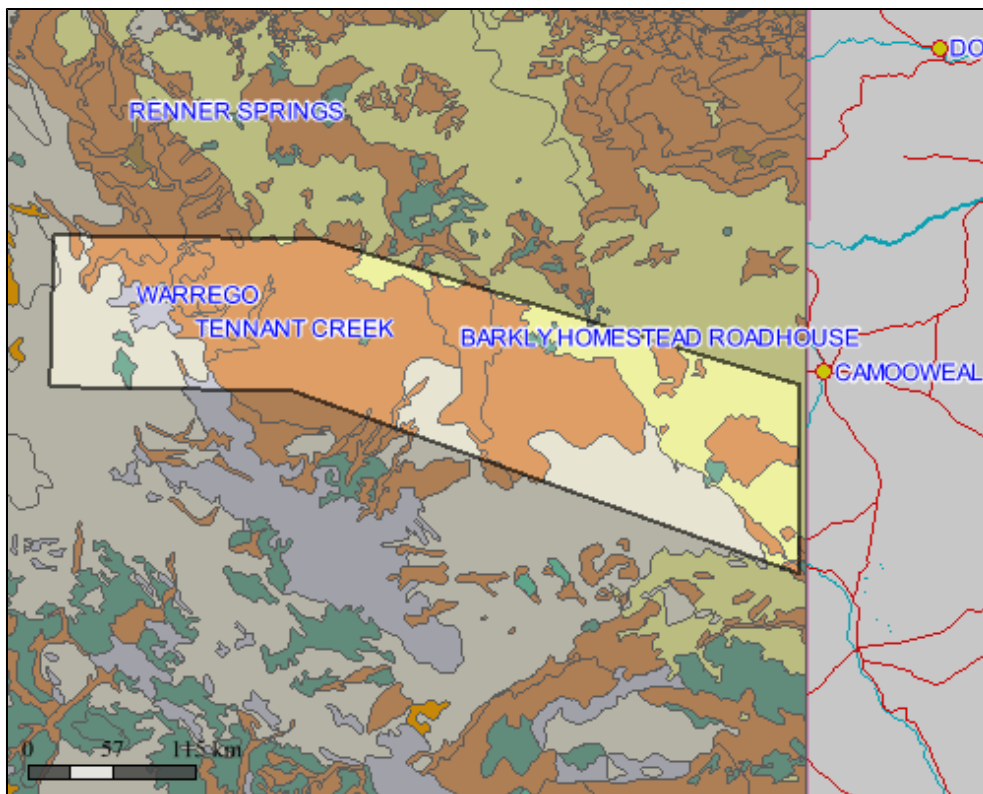 DO
RENNER SPRINGS
WARREGO
TENNANT CREEK
BARKLY HOMESTEAD ROADHOUSE
CAMOOWEAL
0 57 115 km